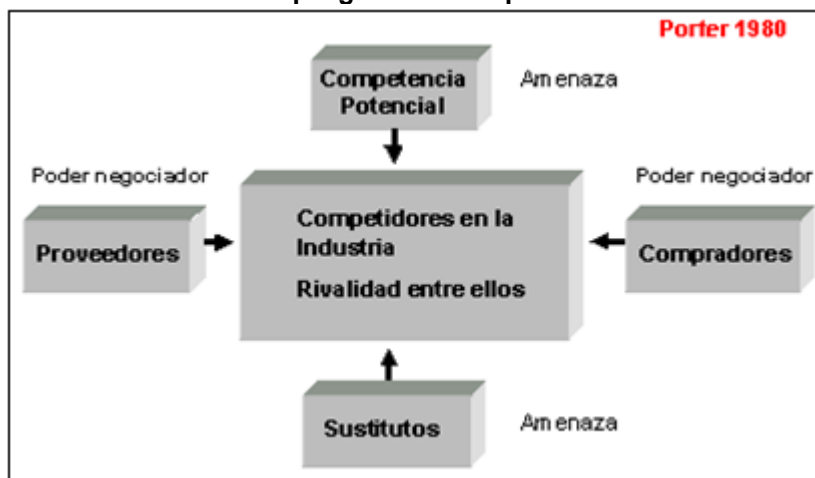 Porter 1980
Competencia
Potencial
Amenaza
Poder negociador
Poder negociador
Proveedores
Competidores en la
Industria
Rivalidad entre ellos
Compradores
Sustitutos
Amenaza